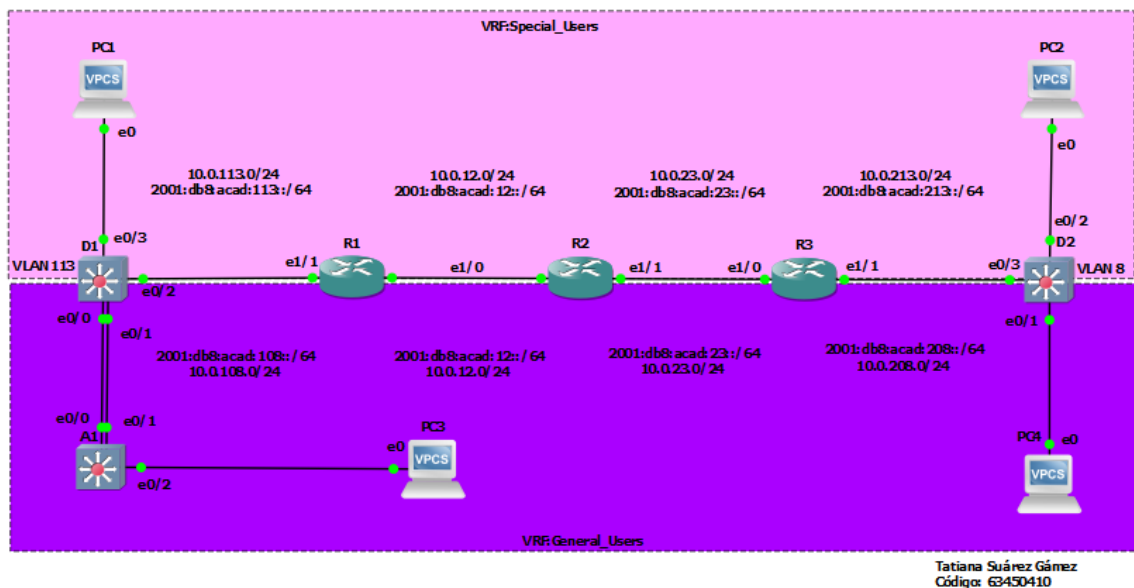 VRF:Special_Users
PC1
PC2
VPCS
VPCS
e0
e0
10.0.113.0/24
2001:db8:acad:113::/64
10.0.12.0/24
2001:db8:acad:12::/64
10.0.23.0/24
2001:db8:acad:23::/64
10.0.213.0/24
2001:db8:acad:213::/64
e0/3
e0/2
D1
R1
R2
R3
D2
VLAN 113
e1/1
e1/0
e1/1
e1/0
e1/1
e0/3
VLAN 8
e0/2
e0/0
e0/1
e0/1
2001:db8:acad:108::/64
10.0.108.0/24
2001:db8:acad:12::/64
10.0.12.0/24
2001:db8:acad:23::/64
10.0.23.0/24
2001:db8:acad:208::/64
10.0.208.0/24
e0/0
e0/1
A1
PC3
e0
VPCS
PC4
e0
VPCS
e0/2
VRF:General_Users
Tatiana Suárez Gámez
Código: 63450410